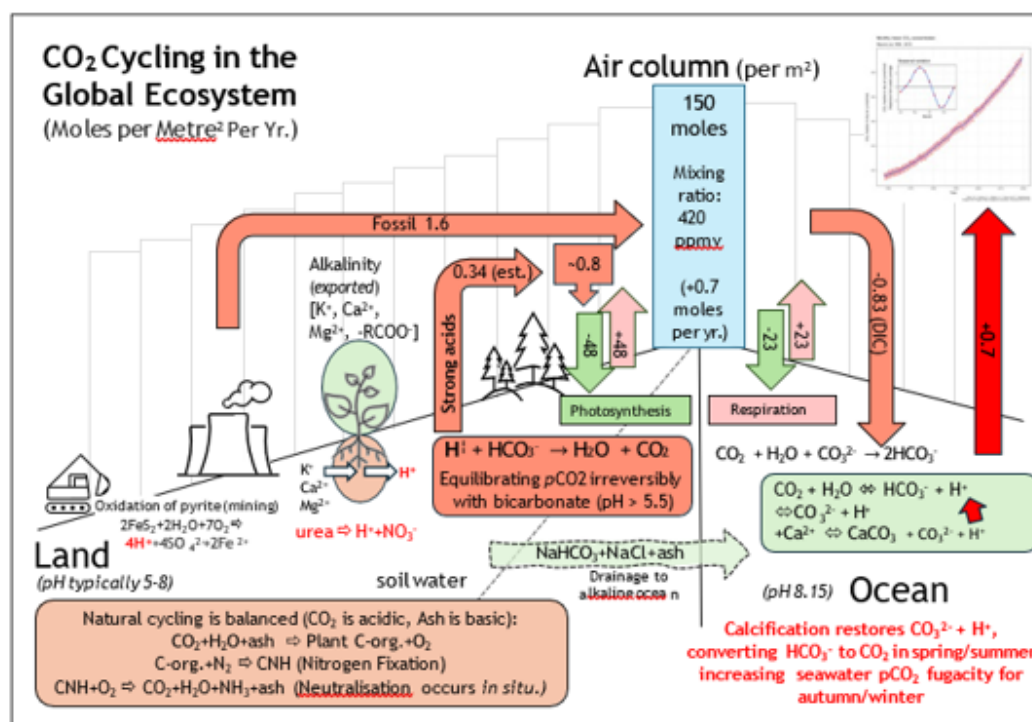 CO₂ Cycling in the
Global Ecosystem
(Moles per Metre² Per Yr.)
Air column (per m²)
150
moles
Mixing
ratio:
420
ppmv
(+0.7
moles
per yr.)
Fossil 1.6
Alkalinity
(exported)
[K⁺, Ca²⁺,
Mg²⁺, -RCOO⁻]
0.34 (est.)
Strong acids
~0.8
-48
+48
-23
+23
-0.83 (DIC)
+0.7
Photosynthesis
Respiration
H⁺ + HCO₃⁻ → H₂O + CO₂
Equilibrating pCO2 irreversibly
with bicarbonate (pH > 5.5)
CO₂ + H₂O + CO₃²⁻ → 2HCO₃⁻
CO₂ + H₂O ⇔ HCO₃⁻ + H⁺
⇔CO₃²⁻ + H⁺
+Ca²⁺ ⇔ CaCO₃ + CO₃²⁻ + H⁺
K⁺
Ca²⁺
Mg²⁺
H⁺
urea ⇨ H⁺+NO₃⁻
Oxidation of pyrite (mining)
2FeS₂+2H₂O+7O₂ ⇨
4H⁺+4SO₄²⁻+2Fe²⁺
Land
(pH typically 5-8)
soil water
NaHCO₃+NaCl+ash
Drainage to
alkaline ocean
(pH 8.15) Ocean
Natural cycling is balanced (CO₂ is acidic, Ash is basic):
CO₂+H₂O+ash ⇨ Plant C-org.+O₂
C-org.+N₂ ⇨ CNH (Nitrogen Fixation)
CNH+O₂ ⇨ CO₂+H₂O+NH₃+ash (Neutralisation occurs in situ.)
Calcification restores CO₃²⁻ + H⁺,
converting HCO₃⁻ to CO₂ in spring/summer
increasing seawater pCO₂ fugacity for
autumn/winter